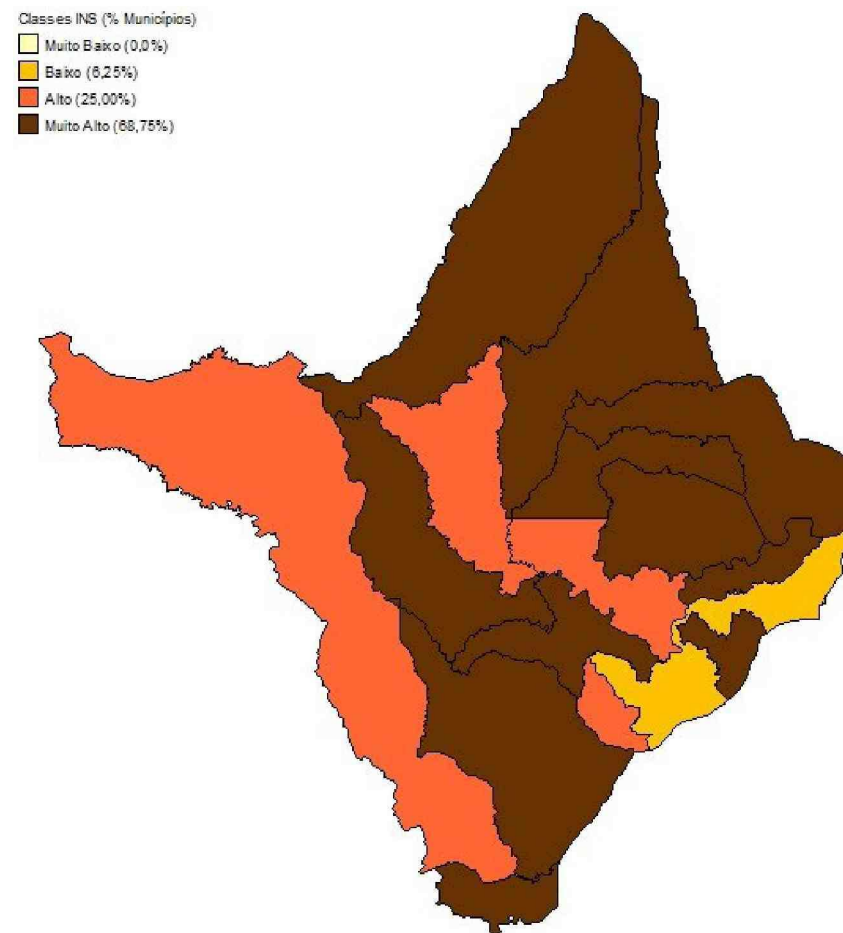 Classes INS (% Municípios)
Muito Baixo (0,0%)
Baixo (6,25%)
Alto (25,00%)
Muito Alto (68,75%)